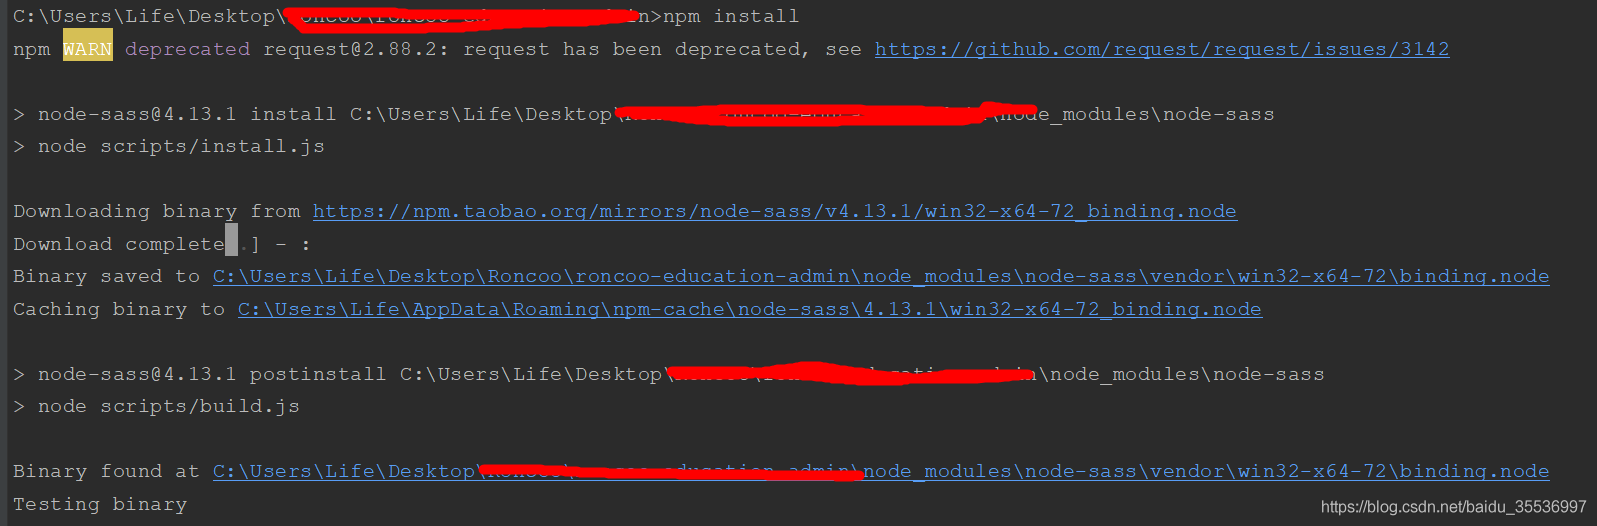 C:\Users\Life\Desktop\ in>npm install
npm WARN deprecated request@2.88.2: request has been deprecated, see https://github.com/request/request/issues/3142
> node-sass@4.13.1 install C:\Users\Life\Desktop\ \node_modules\node-sass
> node scripts/install.js
Downloading binary from https://npm.taobao.org/mirrors/node-sass/v4.13.1/win32-x64-72_binding.node
Download complete .] - :
Binary saved to C:\Users\Life\Desktop\Roncoo\roncoo-education-admin\node_modules\node-sass\vendor\win32-x64-72\binding.node
Caching binary to C:\Users\Life\AppData\Roaming\npm-cache\node-sass\4.13.1\win32-x64-72_binding.node
> node-sass@4.13.1 postinstall C:\Users\Life\Desktop\ \node_modules\node-sass
> node scripts/build.js
Binary found at C:\Users\Life\Desktop\ \node_modules\node-sass\vendor\win32-x64-72\binding.node
Testing binary
https://blog.csdn.net/baidu_35536997